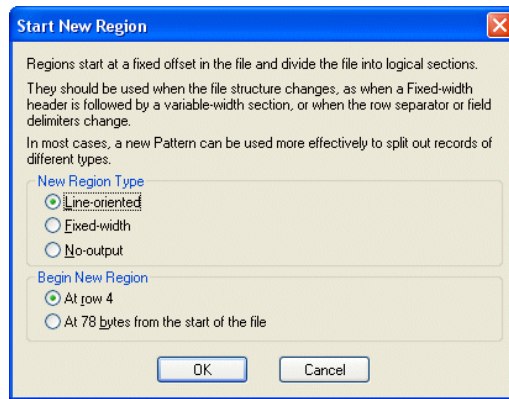 Start New Region
Regions start at a fixed offset in the file and divide the file into logical sections.
They should be used when the file structure changes, as when a Fixed-width
header is followed by a variable-width section, or when the row separator or field
delimiters change.
In most cases, a new Pattern can be used more effectively to split out records of
different types.
New Region Type
Line-oriented
Fixed-width
No-output
Begin New Region
At row 4
At 78 bytes from the start of the file
OK Cancel